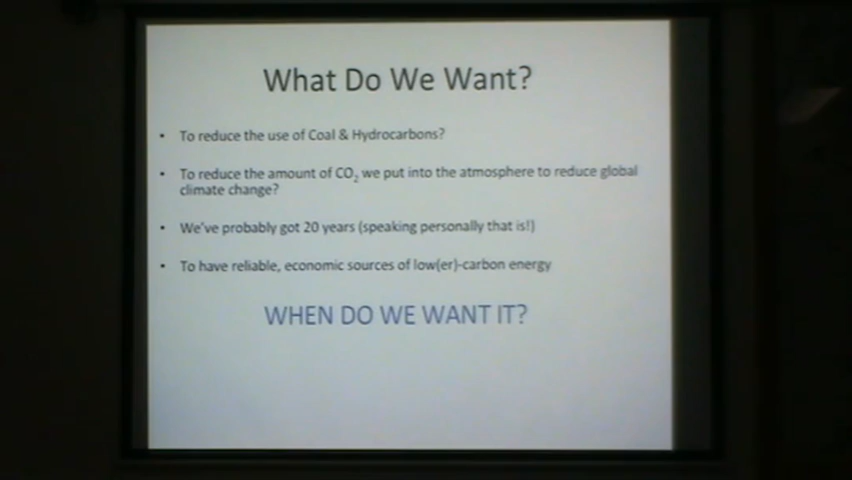 What Do We Want?
• To reduce the use of Coal & Hydrocarbons?
• To reduce the amount of CO₂ we put into the atmosphere to reduce global
climate change?
• We've probably got 20 years (speaking personally that is!)
• To have reliable, economic sources of low(er)-carbon energy
WHEN DO WE WANT IT?